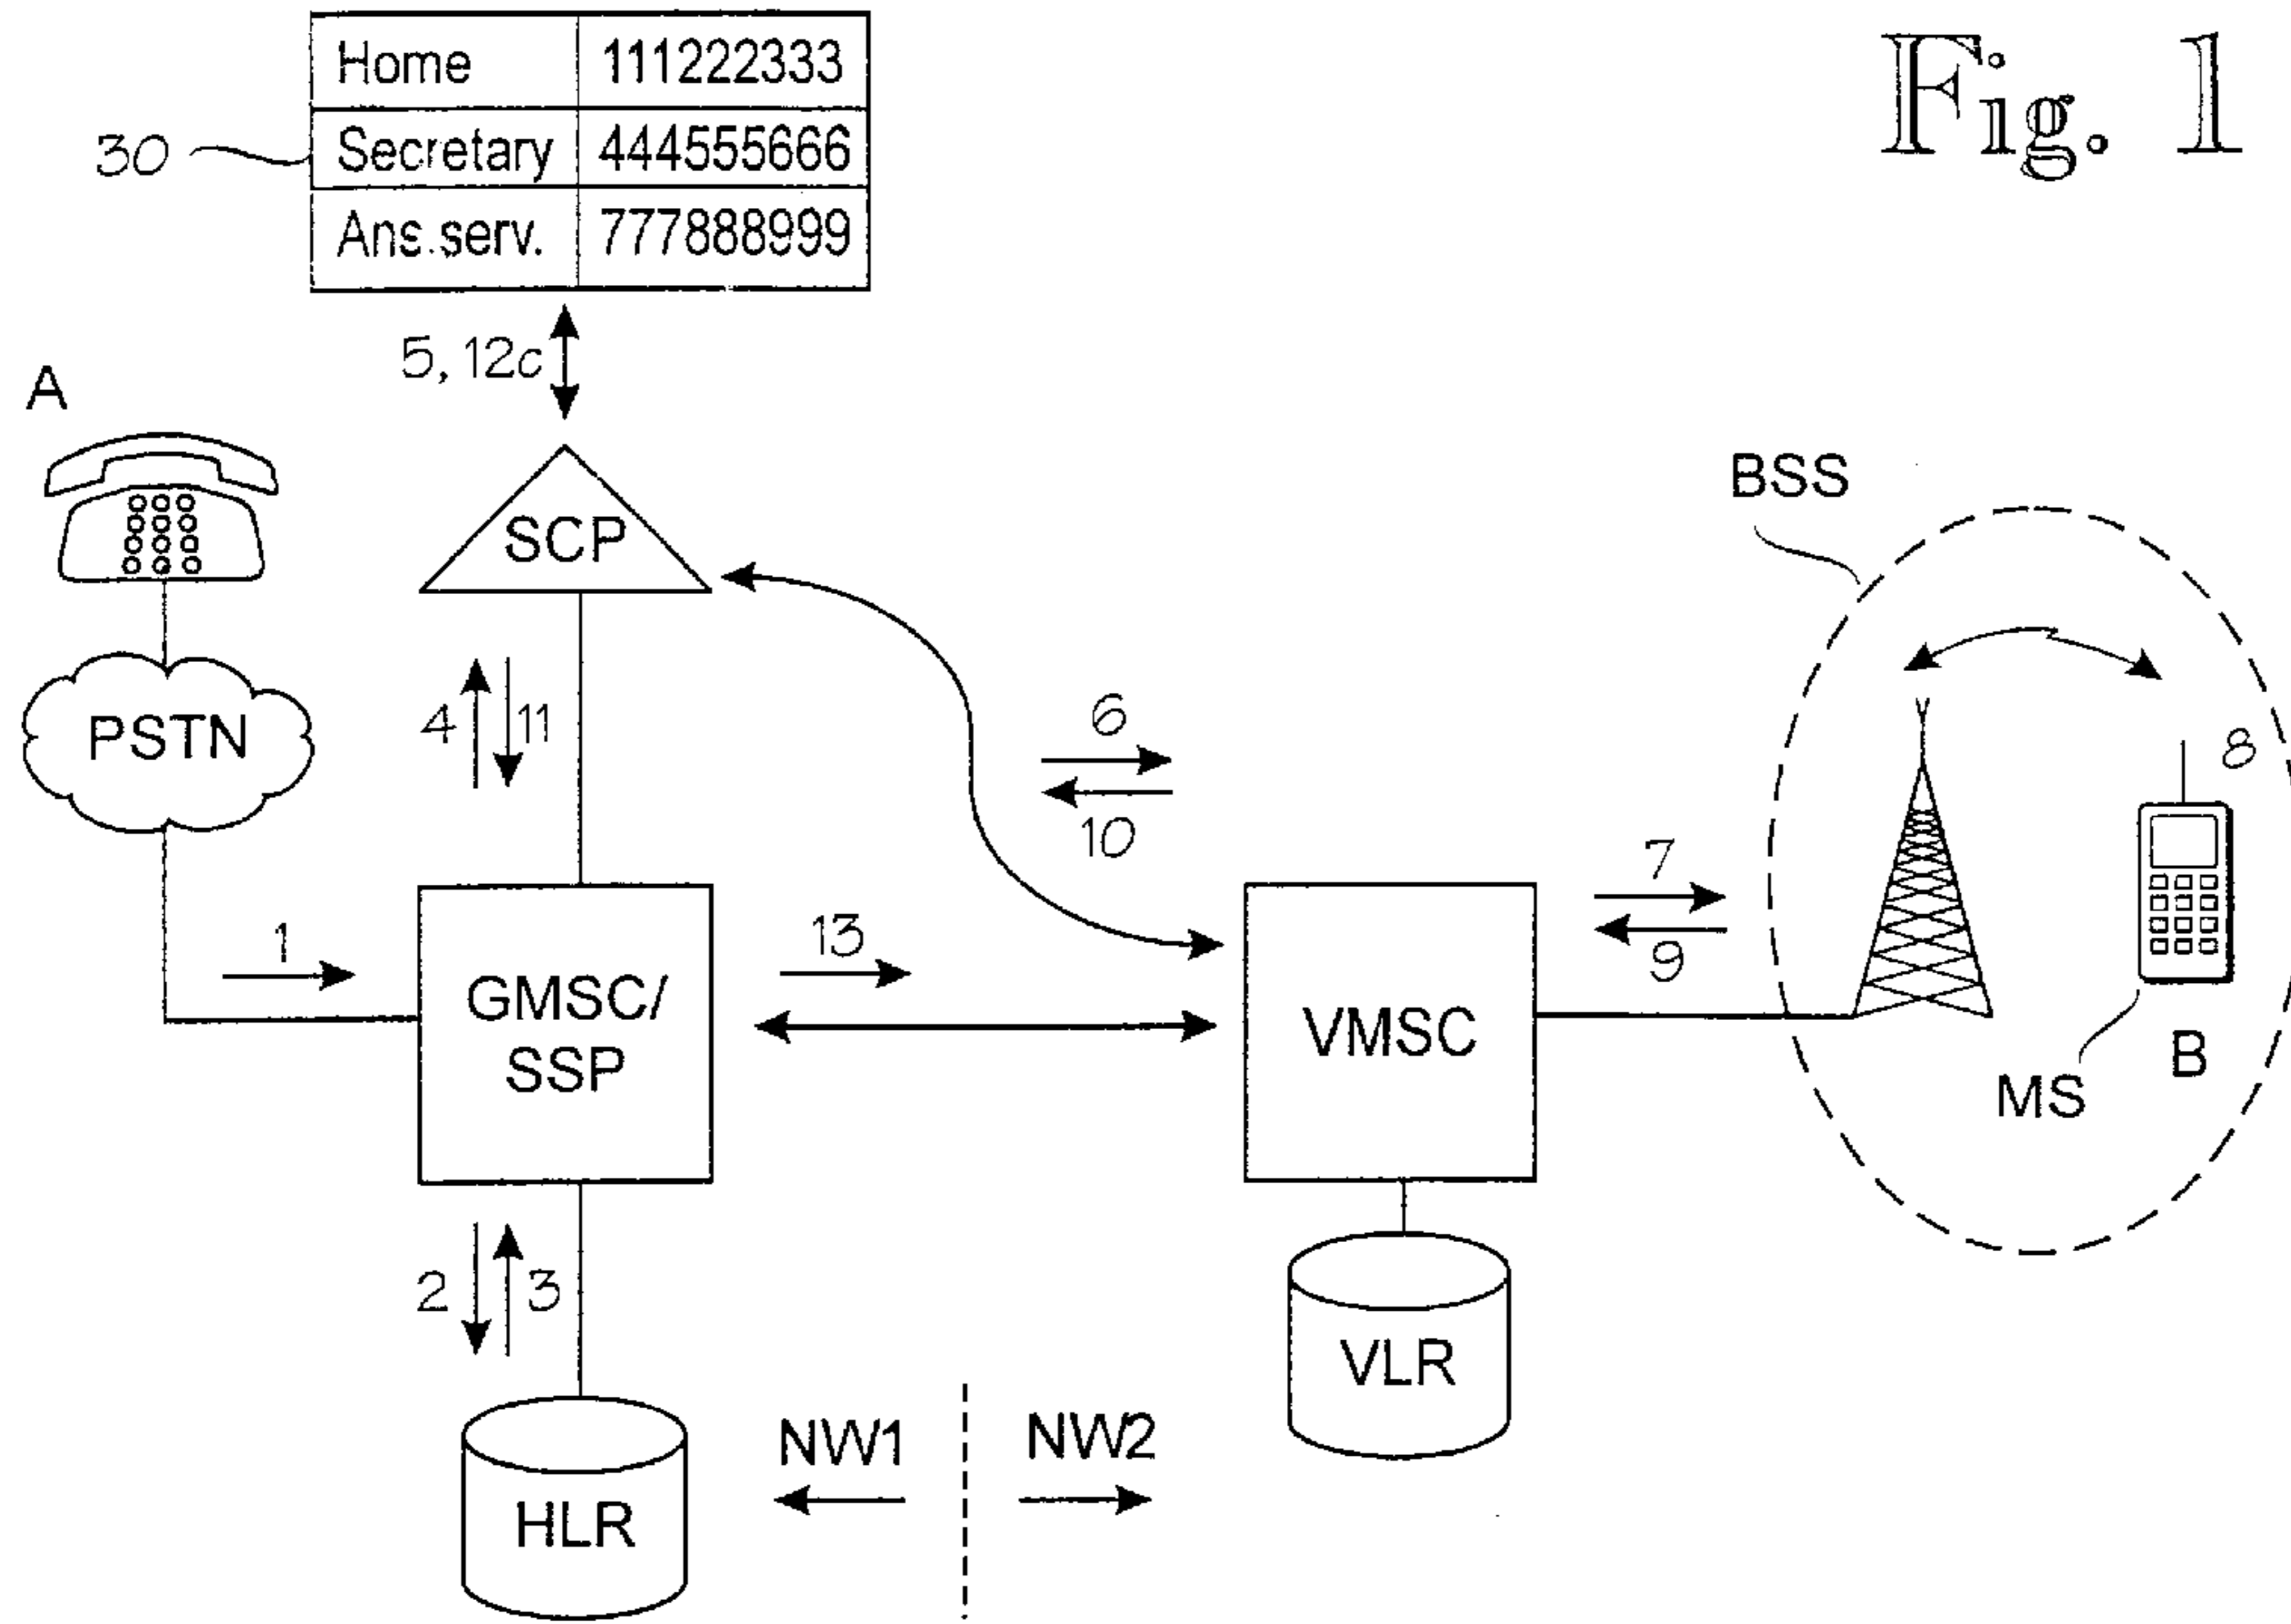 Fig. 1
Home 111222333
30 Secretary 444555666
Ans.serv. 777888999
5, 12c
A
SCP
BSS
PSTN
4 11
6
10
8
7
9
1
13
GMSC/
SSP
VMSC
MS
B
2 3
VLR
NW1 NW2
HLR